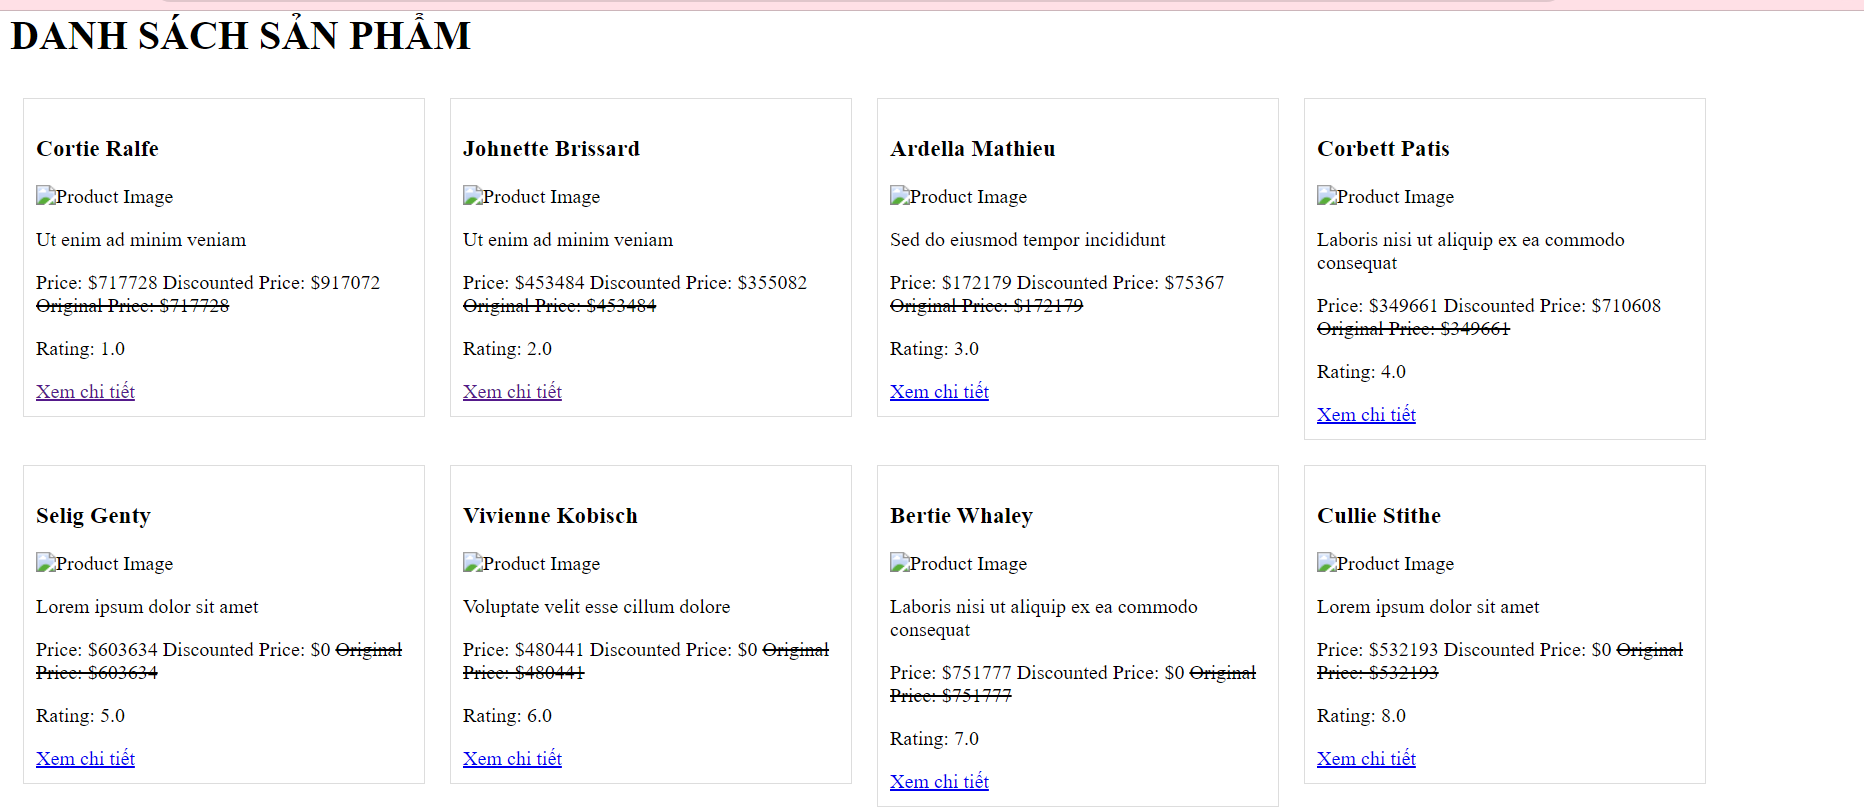 DANH SÁCH SẢN PHẨM
Cortie Ralfe
Product Image
Ut enim ad minim veniam
Price: $717728 Discounted Price: $917072
Original Price: $717728
Rating: 1.0
Xem chi tiết
Johnette Brissard
Product Image
Ut enim ad minim veniam
Price: $453484 Discounted Price: $355082
Original Price: $453484
Rating: 2.0
Xem chi tiết
Ardella Mathieu
Product Image
Sed do eiusmod tempor incididunt
Price: $172179 Discounted Price: $75367
Original Price: $172179
Rating: 3.0
Xem chi tiết
Corbett Patis
Product Image
Laboris nisi ut aliquip ex ea commodo
consequat
Price: $349661 Discounted Price: $710608
Original Price: $349661
Rating: 4.0
Xem chi tiết
Selig Genty
Product Image
Lorem ipsum dolor sit amet
Price: $603634 Discounted Price: $0 Original
Price: $603634
Rating: 5.0
Xem chi tiết
Vivienne Kobisch
Product Image
Voluptate velit esse cillum dolore
Price: $480441 Discounted Price: $0 Original
Price: $480441
Rating: 6.0
Xem chi tiết
Bertie Whaley
Product Image
Laboris nisi ut aliquip ex ea commodo
consequat
Price: $751777 Discounted Price: $0 Original
Price: $751777
Rating: 7.0
Xem chi tiết
Cullie Stithe
Product Image
Lorem ipsum dolor sit amet
Price: $532193 Discounted Price: $0 Original
Price: $532193
Rating: 8.0
Xem chi tiết